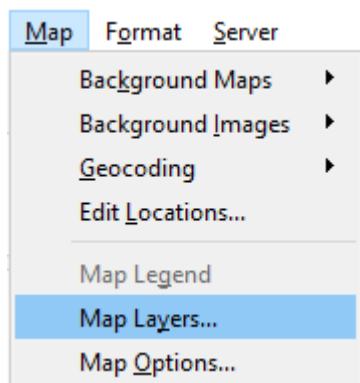 Map Format Server
Background Maps
Background Images
Geocoding
Edit Locations...
Map Legend
Map Layers...
Map Options...